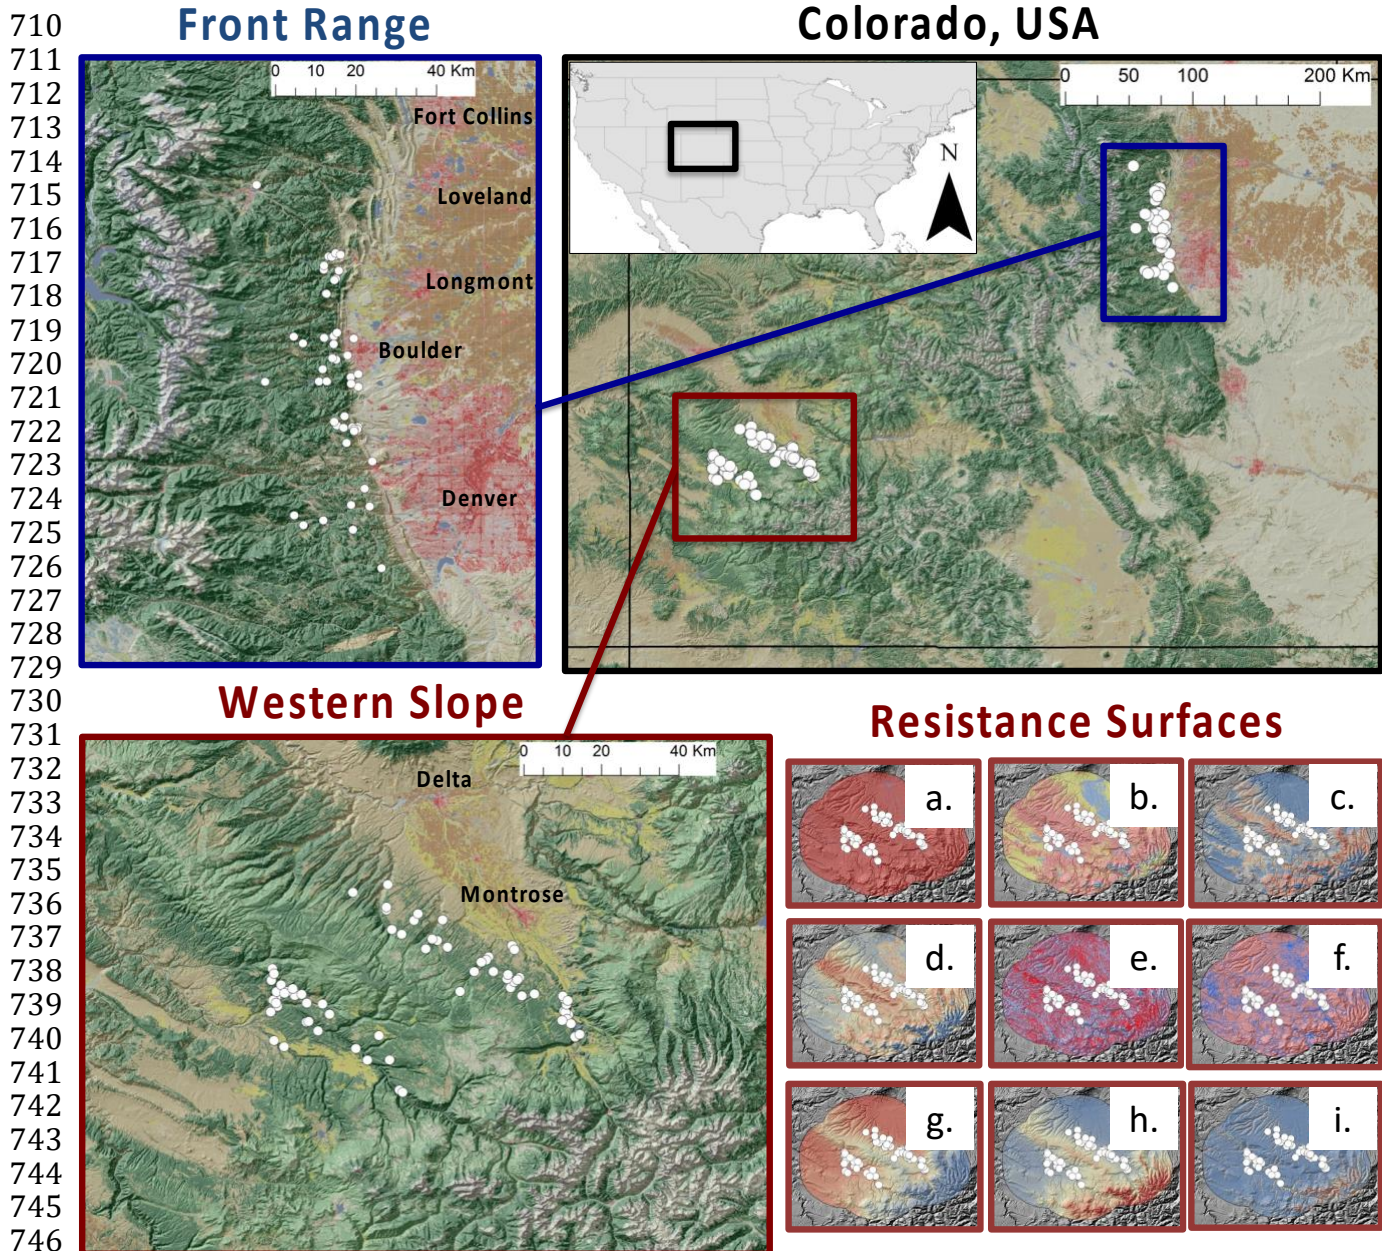 710
711
712
713
714
715
716
717
718
719
720
721
722
723
724
725
726
727
728
729
730
731
732
733
734
735
736
737
738
739
740
741
742
743
744
745
746
Front Range
0 10 20 40 Km
Fort Collins
Loveland
Longmont
Boulder
Denver
Colorado, USA
0 50 100 200 Km
N
Western Slope
0 10 20 40 Km
Delta
Montrose
Resistance Surfaces
a. b. c.
d. e. f.
g. h. i.